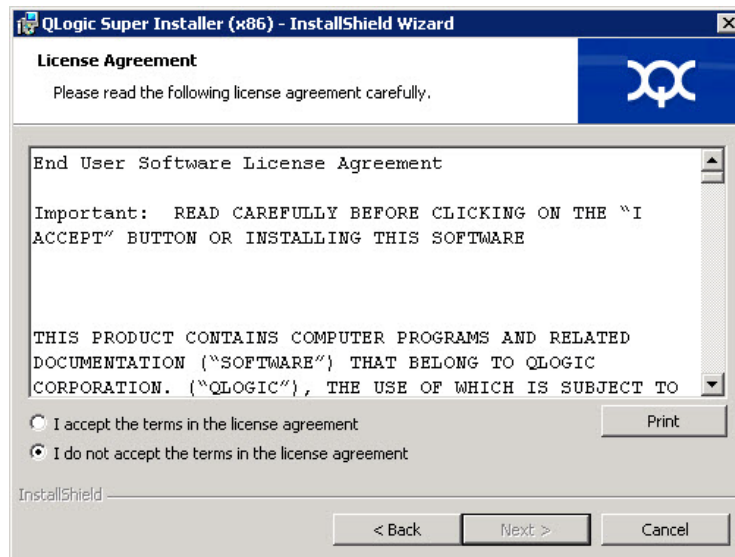 QLogic Super Installer (x86) - InstallShield Wizard
License Agreement
Please read the following license agreement carefully.
End User Software License Agreement
Important:  READ CAREFULLY BEFORE CLICKING ON THE “I
ACCEPT” BUTTON OR INSTALLING THIS SOFTWARE
THIS PRODUCT CONTAINS COMPUTER PROGRAMS AND RELATED
DOCUMENTATION (“SOFTWARE”) THAT BELONG TO QLOGIC
CORPORATION. (“QLOGIC”), THE USE OF WHICH IS SUBJECT TO
I accept the terms in the license agreement
Print
I do not accept the terms in the license agreement
InstallShield
< Back
Next >
Cancel